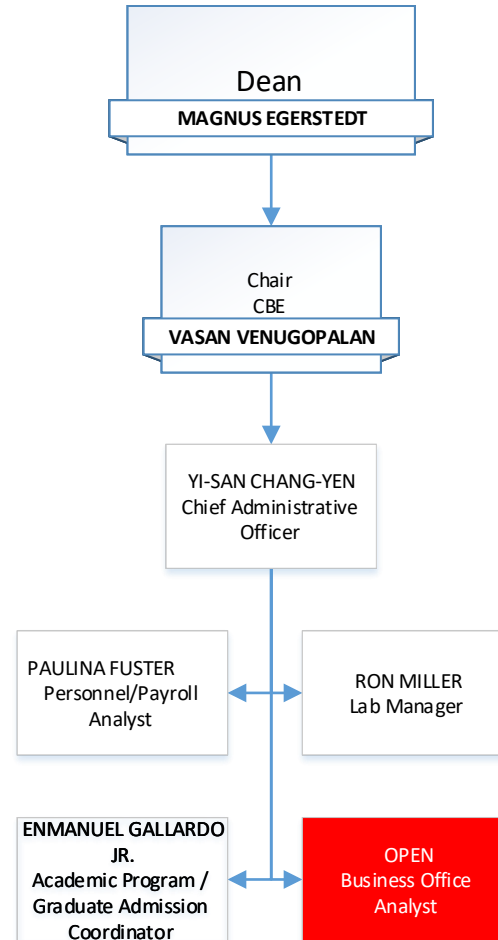 Dean
MAGNUS EGERSTEDT
Chair
CBE
VASAN VENUGOPALAN
YI-SAN CHANG-YEN
Chief Administrative
Officer
PAULINA FUSTER
Personnel/Payroll
Analyst
RON MILLER
Lab Manager
ENMANUEL GALLARDO
JR.
Academic Program /
Graduate Admission
Coordinator
OPEN
Business Office
Analyst